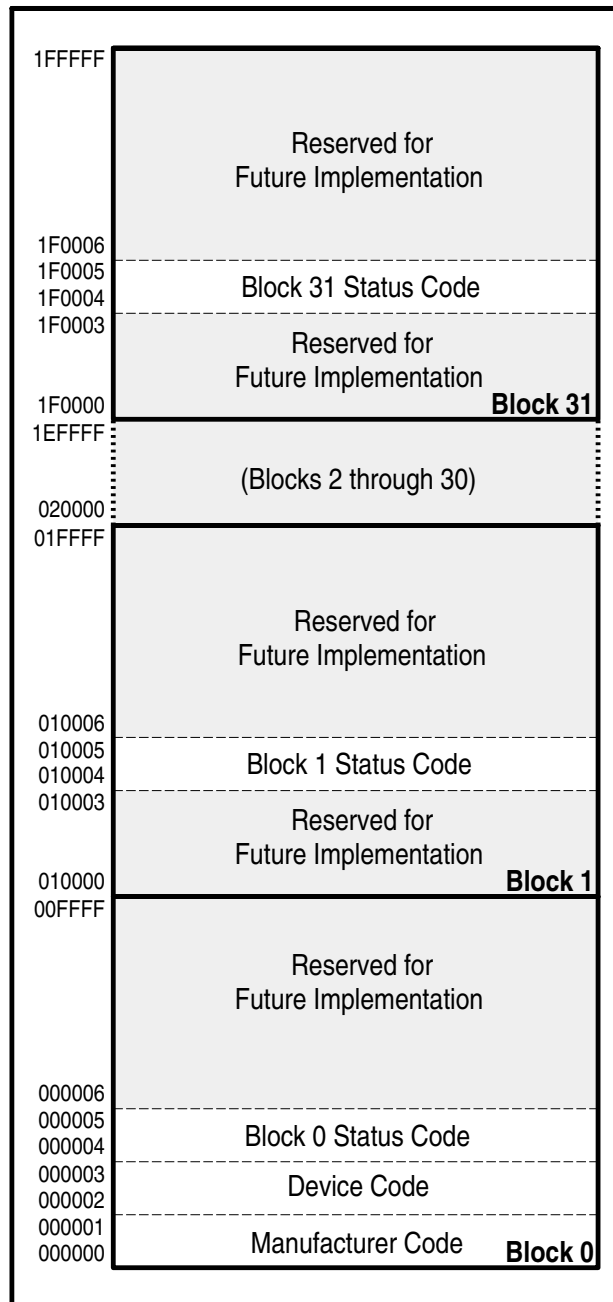 1FFFFF
Reserved for
Future Implementation
1F0006
1F0005
Block 31 Status Code
1F0004
1F0003
Reserved for
Future Implementation
1F0000
Block 31
1EFFFF
(Blocks 2 through 30)
020000
01FFFF
Reserved for
Future Implementation
010006
010005
Block 1 Status Code
010004
010003
Reserved for
Future Implementation
010000
Block 1
00FFFF
Reserved for
Future Implementation
000006
000005
Block 0 Status Code
000004
000003
Device Code
000002
000001
Manufacturer Code
000000
Block 0